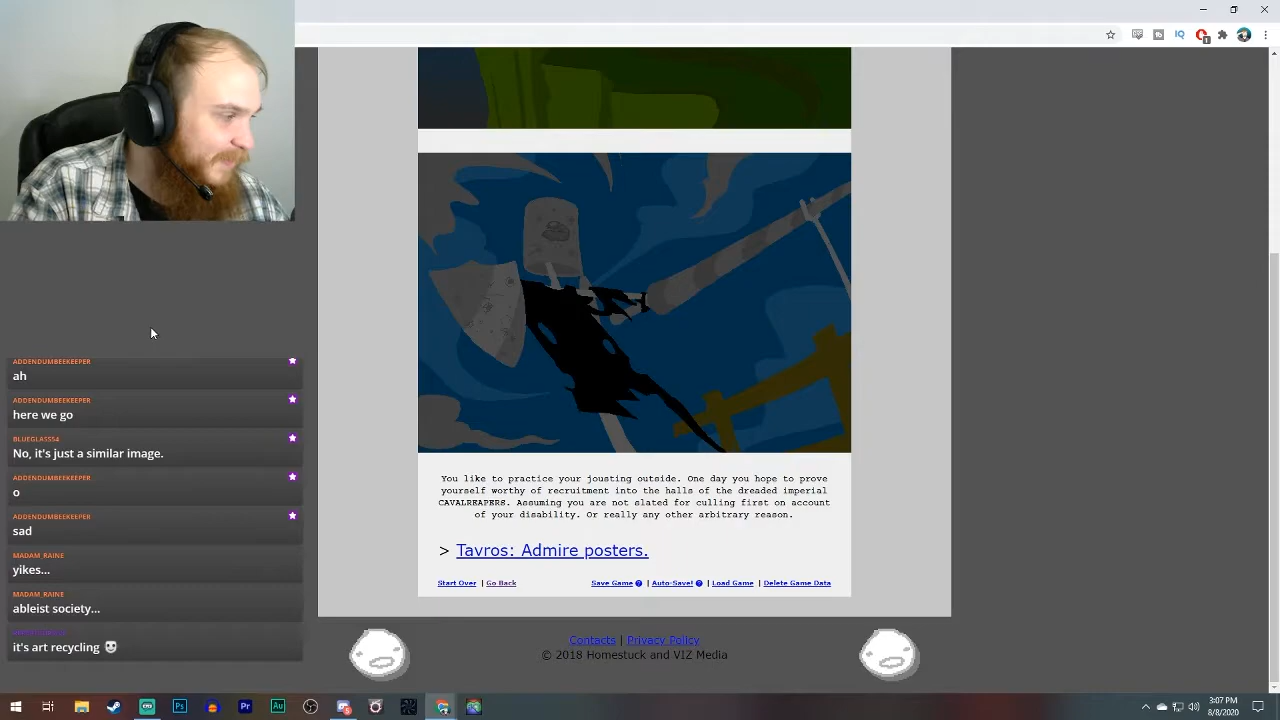 IQ
1
ADDENDUMBEEKEEPER
ah
ADDENDUMBEEKEEPER
here we go
BLUEGLASS54
No, it's just a similar image.
ADDENDUMBEEKEEPER
o
ADDENDUMBEEKEEPER
sad
MADAM_RAINE
yikes...
MADAM_RAINE
ableist society...
it's art recycling
You like to practice your jousting outside. One day you hope to prove
yourself worthy of recruitment into the halls of the dreaded imperial
CAVALREAPERS. Assuming you are not slated for culling first on account
of your disability. Or really any other arbitrary reason.
> Tavros: Admire posters.
Start Over | Go Back
Save Game ? | Auto-Save! ? | Load Game | Delete Game Data
Contacts | Privacy Policy
© 2018 Homestuck and VIZ Media
Ps
Pr
Au
3:07 PM
8/8/2020